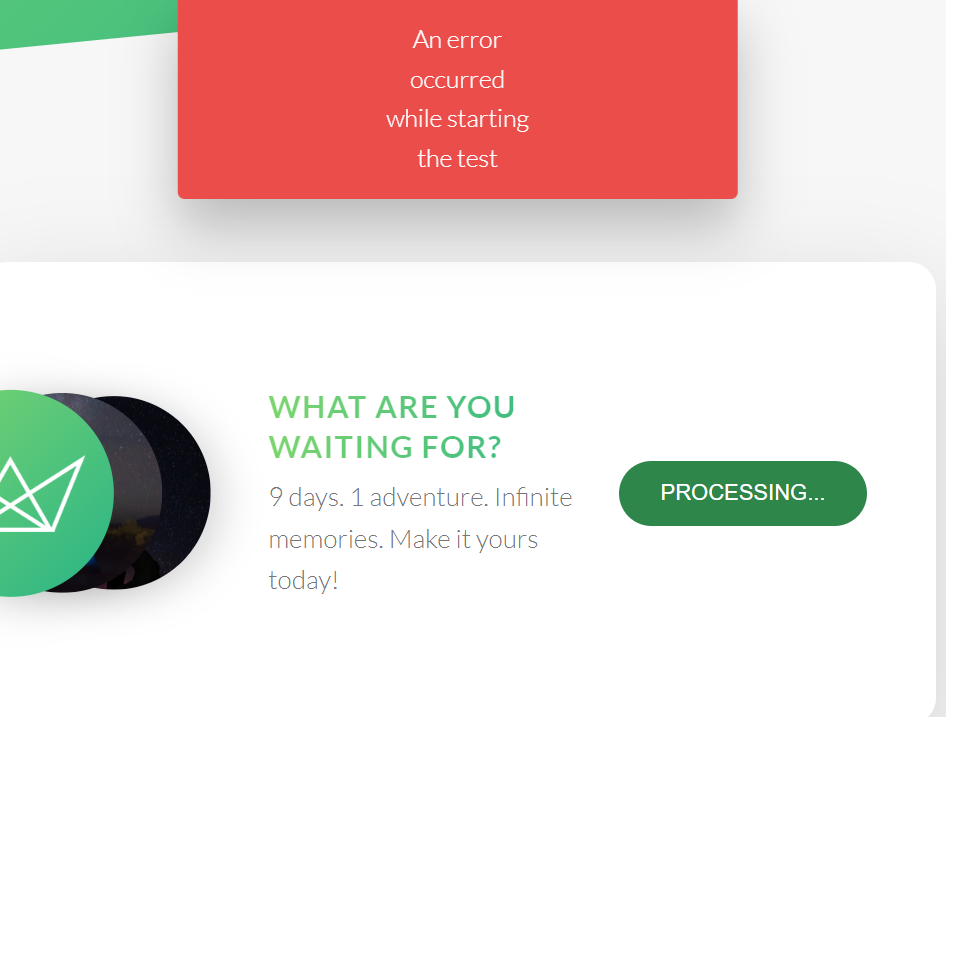 An error
occurred
while starting
the test
WHAT ARE YOU
WAITING FOR?
9 days. 1 adventure. Infinite
memories. Make it yours
today!
PROCESSING...